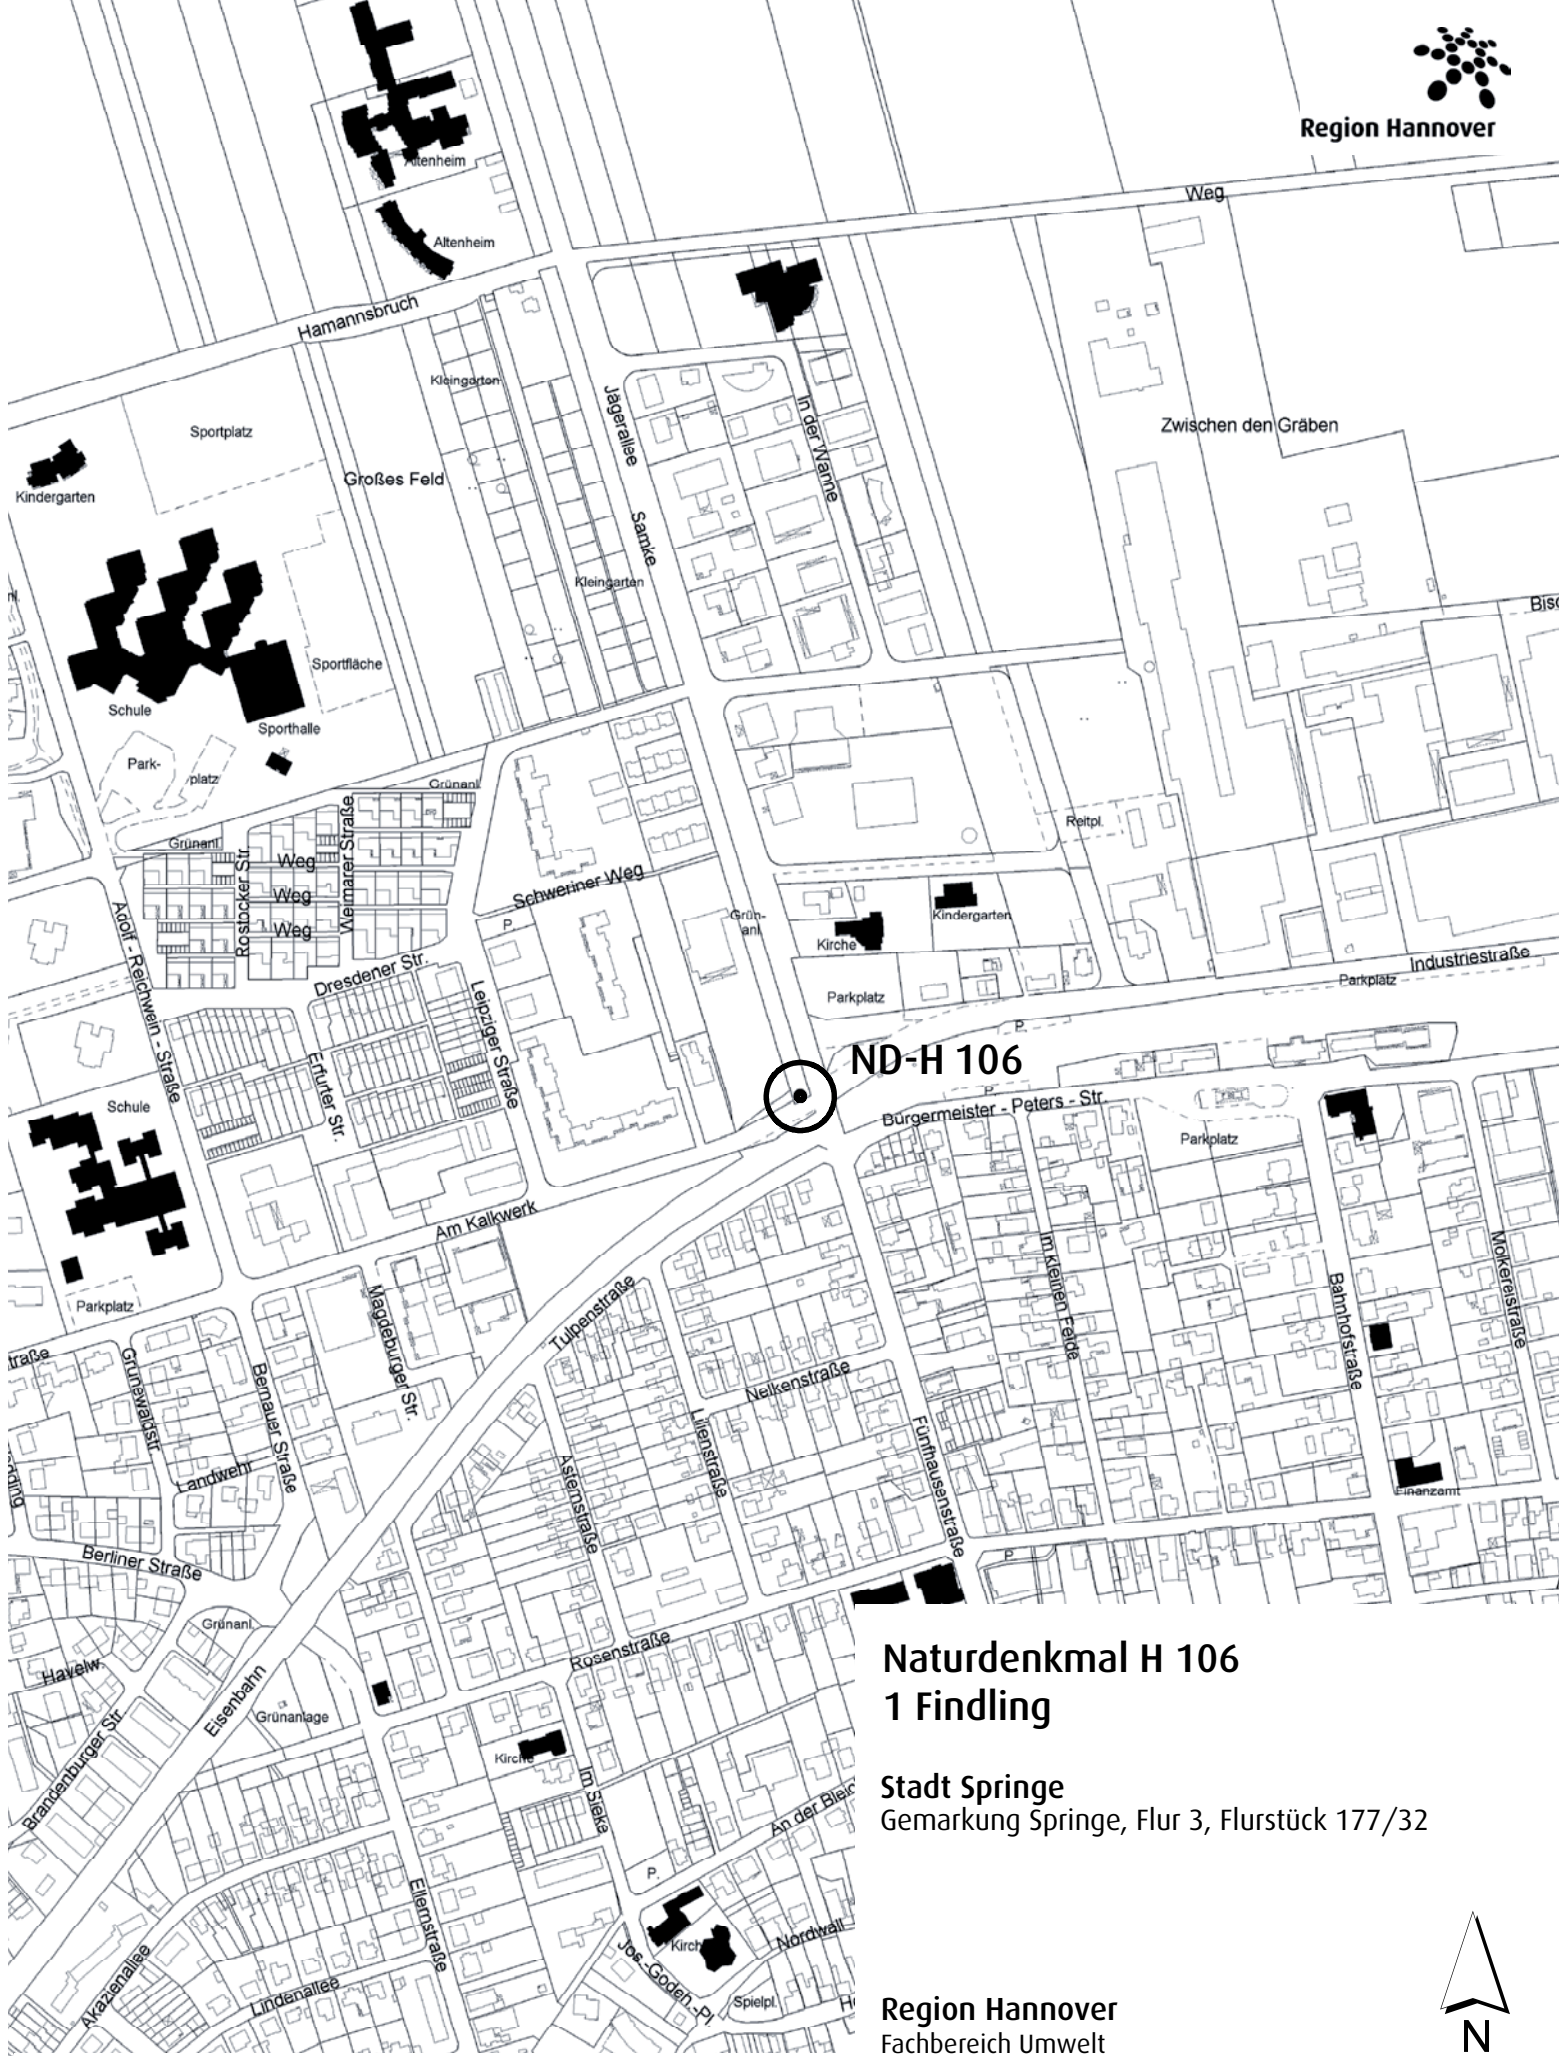 Region Hannover
Altenheim
Weg
Altenheim
Hamannsbruch
Kleingarten
Jägerallee
In der Wanne
Sportplatz
Zwischen den Gräben
Großes Feld
Kindergarten
Samke
Kleingarten
Sportfläche
Schule
Sporthalle
Park-
platz
Grünanl.
Weimarer Straße
Reitpl.
Grünanl.
Rostocker Str.
Weg
Weg
Weg
Schweriner Weg
P.
Grün-
anl.
Kindergarten
Kirche
Adolf - Reichwein - Straße
Dresdener Str.
Leipziger Straße
Industriestraße
Parkplatz
Parkplatz
P.
ND-H 106
Erfurter Str.
P.
Bürgermeister - Peters - Str.
Schule
Parkplatz
Am Kalkwerk
Im kleinen Felde
Molkereistraße
Parkplatz
Magdeburger Str.
Tulpenstraße
Bahnhofstraße
traße
Grunewaldstr.
Bernauer Straße
Nelkenstraße
Lilienstraße
Fünfhausenstraße
Asternstraße
Landwehr
Finanzamt
Berliner Straße
P.
Grünanl.
Havelw.
Rosenstraße
Eisenbahn
Grünanlage
Brandenburger Str.
Kirche
Im Sieke
An der Bleic
P.
Ellernstraße
Kirch
Nordwall
Jos.-Godeh.-Pl.
Spielpl.
Akazienallee
Lindenallee
Naturdenkmal H 106
1 Findling
Stadt Springe
Gemarkung Springe, Flur 3, Flurstück 177/32
Region Hannover
Fachbereich Umwelt
N